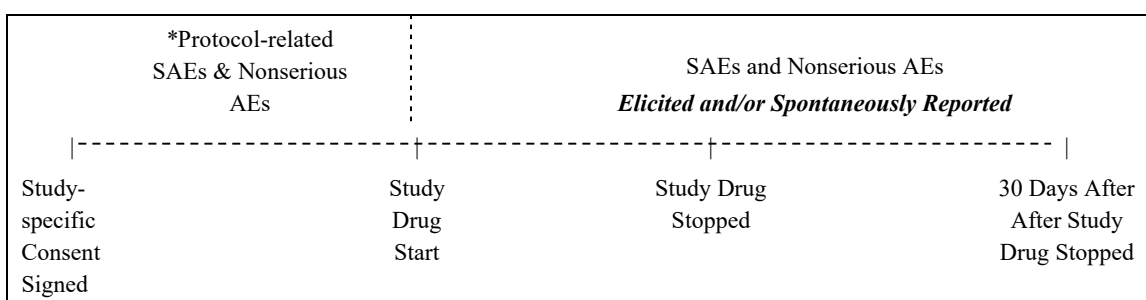 *Protocol-related
SAEs & Nonserious
AEs
SAEs and Nonserious AEs
Elicited and/or Spontaneously Reported
Study-
specific
Consent
Signed
Study
Drug
Start
Study Drug
Stopped
30 Days After
After Study
Drug Stopped